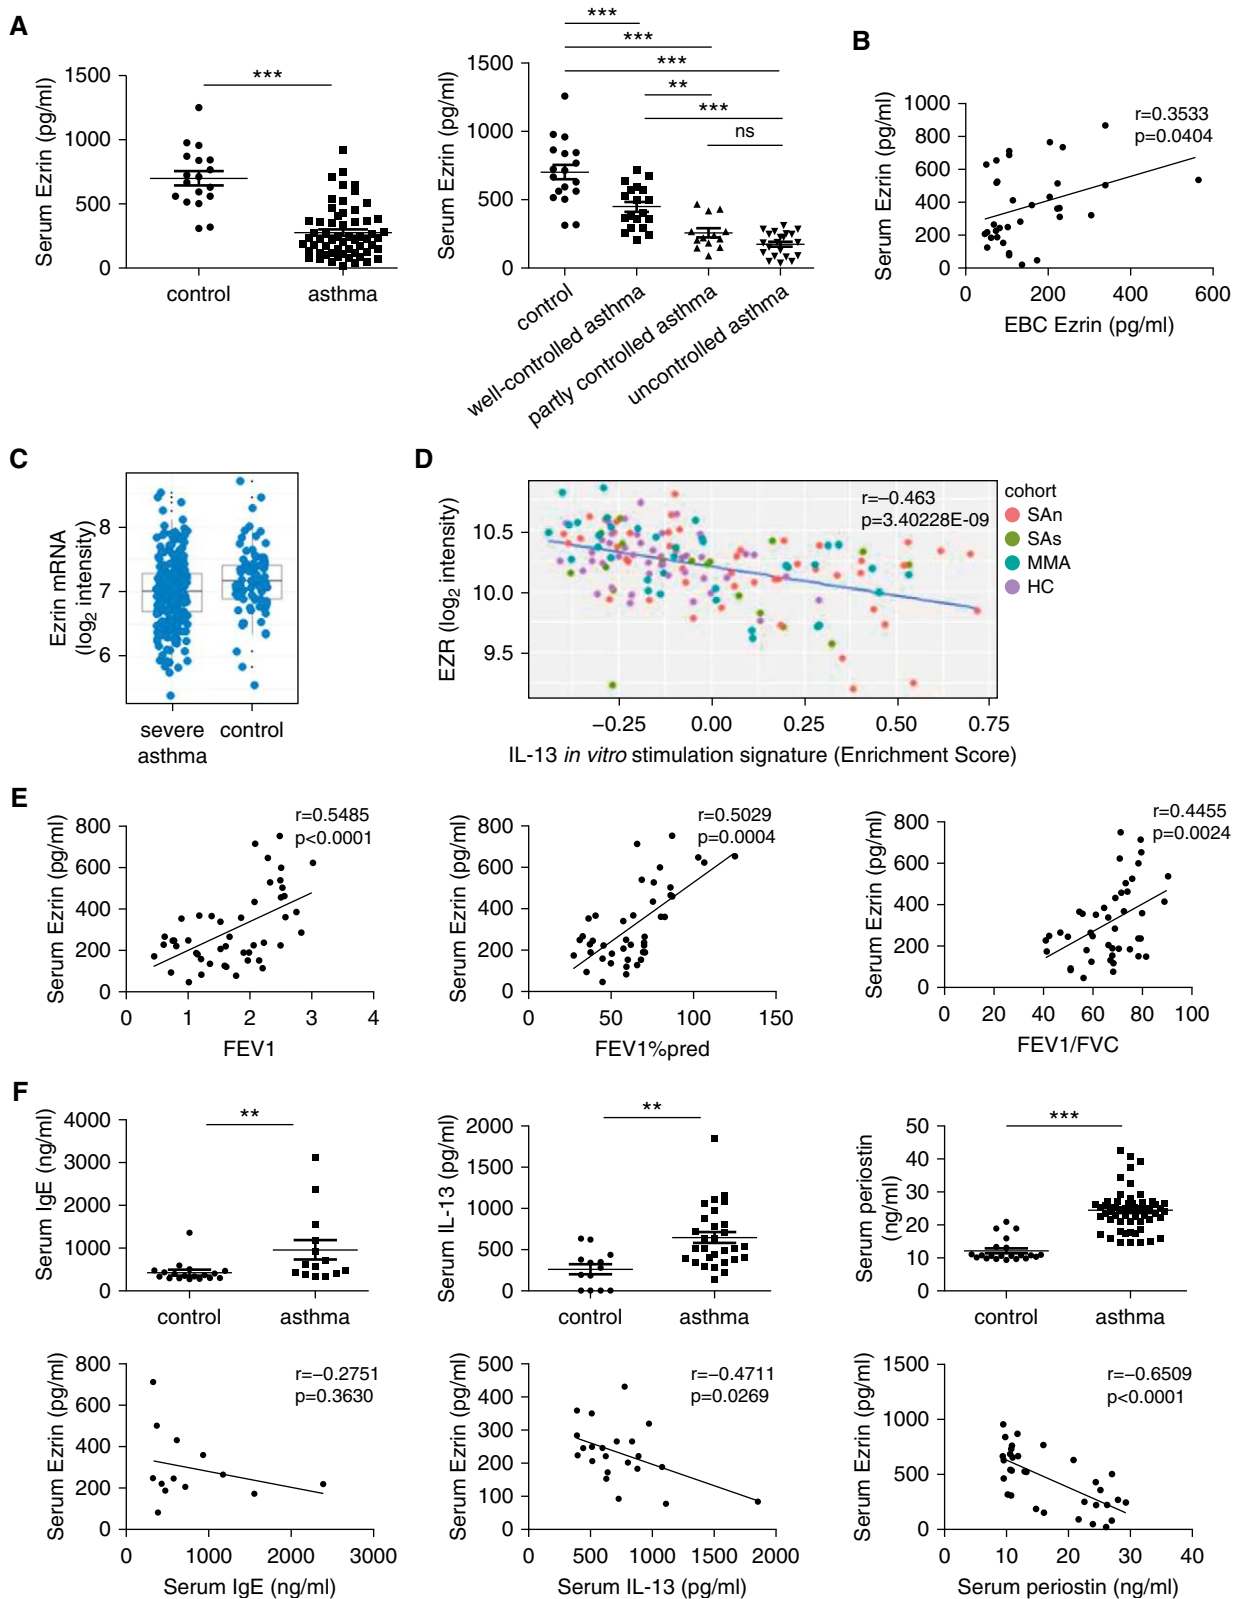 A
Serum Ezrin (pg/ml)
1500
1000
500
0
***
control
asthma
Serum Ezrin (pg/ml)
1500
1000
500
0
***
***
***
**
***
ns
control
well-controlled asthma
partly controlled asthma
uncontrolled asthma
B
Serum Ezrin (pg/ml)
1000
800
600
400
200
0
r=0.3533
p=0.0404
0 200 400 600
EBC Ezrin (pg/ml)
C
Ezrin mRNA
(log2 intensity)
8
7
6
severe
asthma
control
D
EZR (log2 intensity)
10.5
10.0
9.5
r=−0.463
p=3.40228E-09
cohort
SAn
SAs
MMA
HC
−0.25 0.00 0.25 0.50 0.75
IL-13 in vitro stimulation signature (Enrichment Score)
E
Serum Ezrin (pg/ml)
800
600
400
200
0
r=0.5485
p<0.0001
0 1 2 3 4
FEV1
Serum Ezrin (pg/ml)
800
600
400
200
0
r=0.5029
p=0.0004
0 50 100 150
FEV1%pred
Serum Ezrin (pg/ml)
800
600
400
200
0
r=0.4455
p=0.0024
0 20 40 60 80 100
FEV1/FVC
F
Serum IgE (ng/ml)
4000
3000
2000
1000
0
**
control
asthma
Serum IL-13 (pg/ml)
2000
1500
1000
500
0
**
control
asthma
Serum periostin
(ng/ml)
50
40
30
20
10
0
***
control
asthma
Serum Ezrin (pg/ml)
800
600
400
200
0
r=−0.2751
p=0.3630
0 1000 2000 3000
Serum IgE (ng/ml)
Serum Ezrin (pg/ml)
500
400
300
200
100
0
r=−0.4711
p=0.0269
0 500 1000 1500 2000
Serum IL-13 (pg/ml)
Serum Ezrin (pg/ml)
1500
1000
500
0
r=−0.6509
p<0.0001
0 10 20 30 40
Serum periostin (ng/ml)